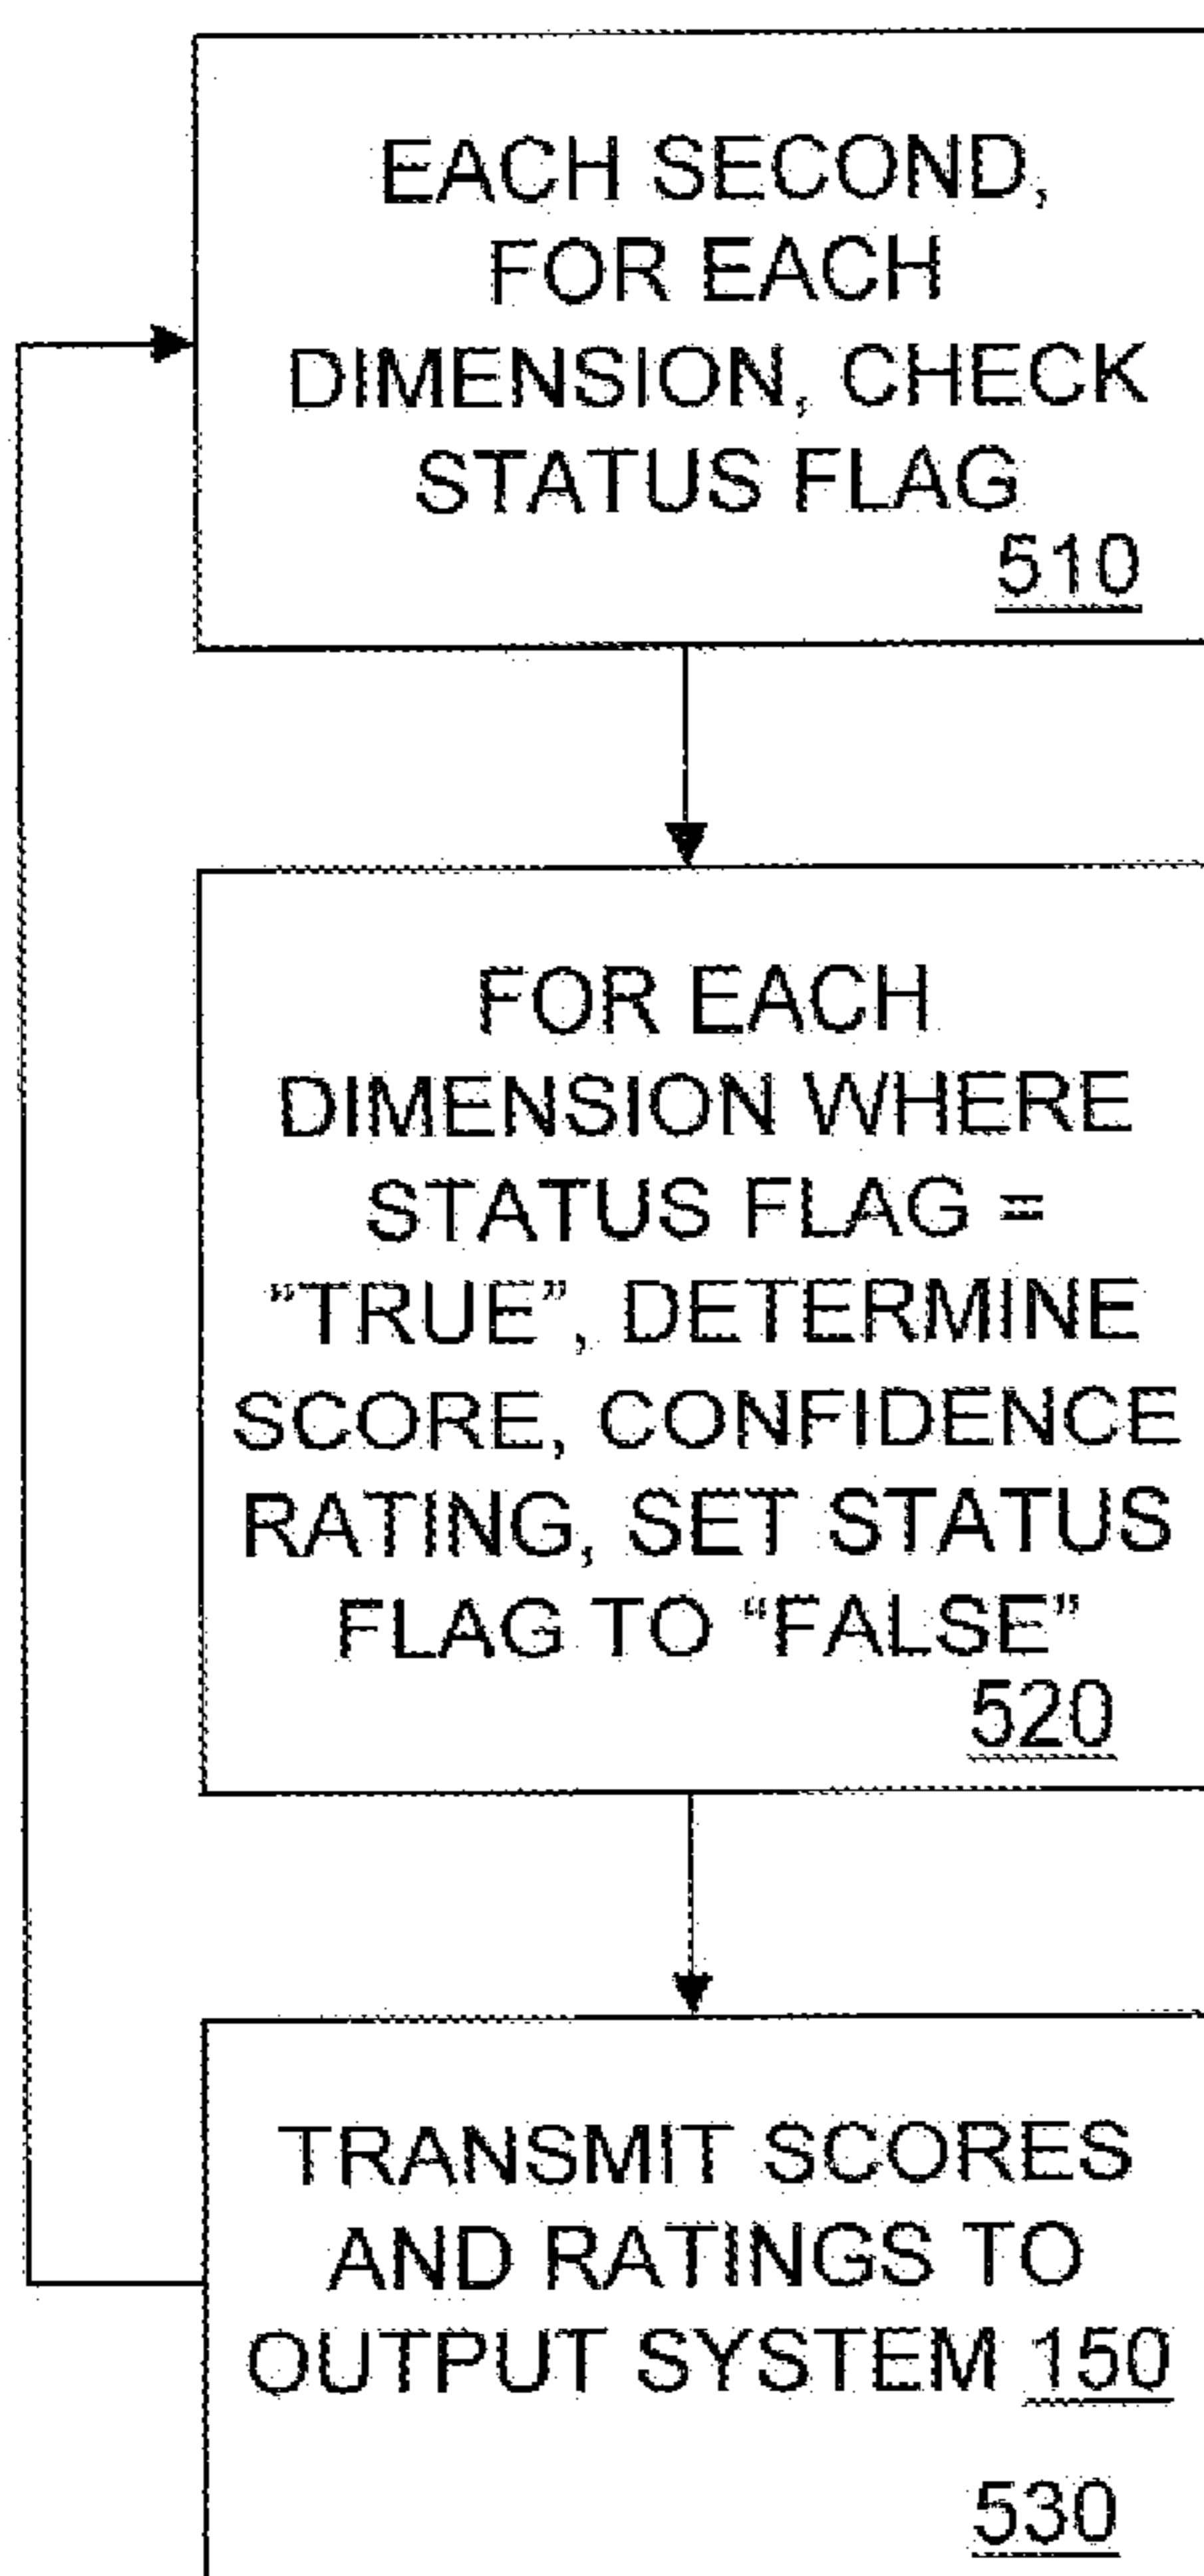 EACH SECOND,
FOR EACH
DIMENSION, CHECK
STATUS FLAG
510
FOR EACH
DIMENSION WHERE
STATUS FLAG =
“TRUE”, DETERMINE
SCORE, CONFIDENCE
RATING, SET STATUS
FLAG TO “FALSE”
520
TRANSMIT SCORES
AND RATINGS TO
OUTPUT SYSTEM 150
530